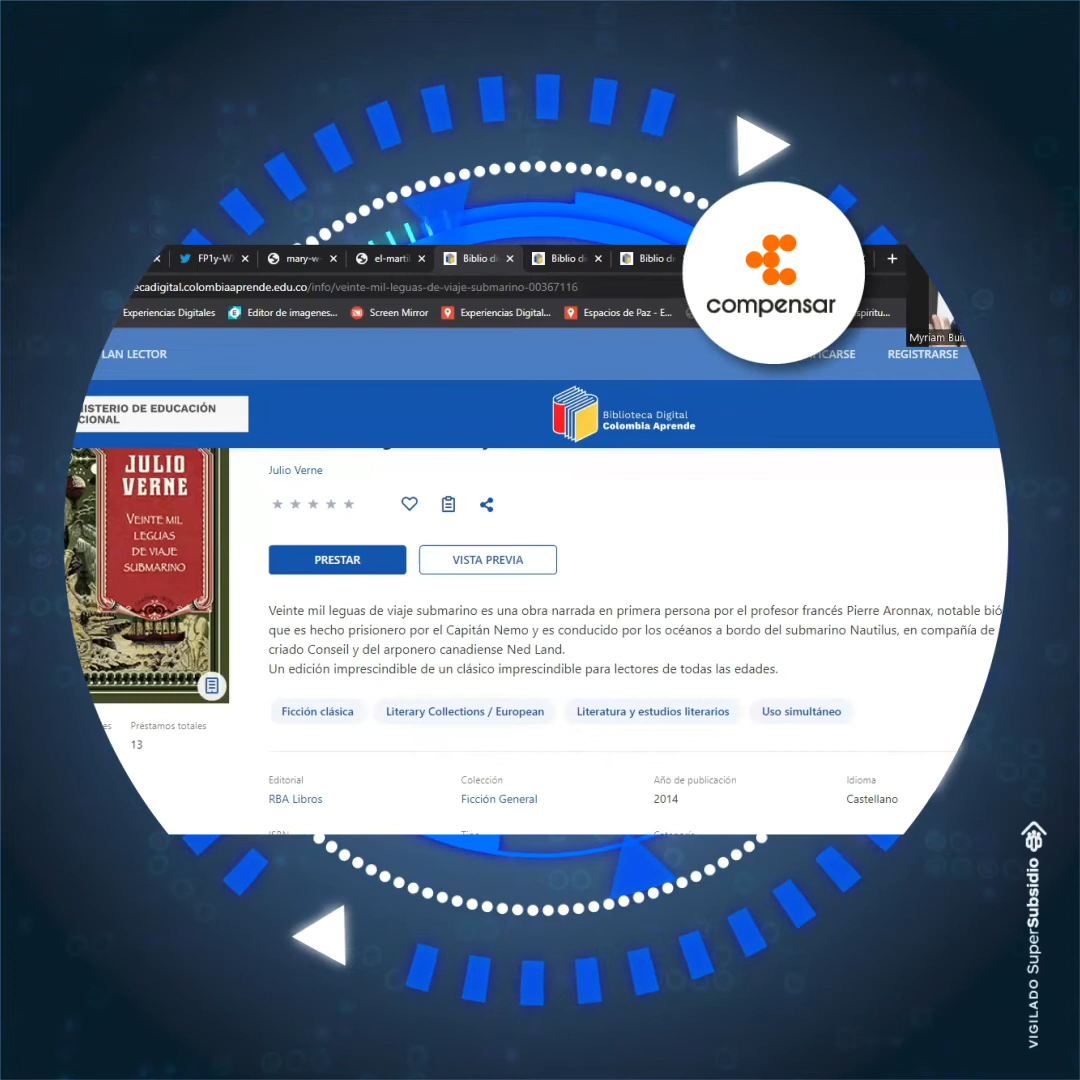 FP1y-W
mary-w
el-marti
Biblio di
Biblio di
Biblio di
compensar
ecadigital.colombiaaprende.edu.co/info/veinte-mil-leguas-de-viaje-submarino-00367116
Experiencias Digitales
Editor de imagenes...
Screen Mirror
Experiencias Digital...
Espacios de Paz - E...
spiritu...
Myriam Bui
LAN LECTOR
ICARSE
REGISTRARSE
ISTERIO DE EDUCACIÓN
CIONAL
Biblioteca Digital
Colombia Aprende
JULIO
VERNE
VEINTE MIL
LEGUAS
DE VIAJE
SUBMARINO
Julio Verne
PRESTAR
VISTA PREVIA
Veinte mil leguas de viaje submarino es una obra narrada en primera persona por el profesor francés Pierre Aronnax, notable bió
que es hecho prisionero por el Capitán Nemo y es conducido por los océanos a bordo del submarino Nautilus, en compañía de
criado Conseil y del arponero canadiense Ned Land.
Un edición imprescindible de un clásico imprescindible para lectores de todas las edades.
Ficción clásica
Literary Collections / European
Literatura y estudios literarios
Uso simultáneo
es
Préstamos totales
13
Editorial
Colección
Año de publicación
Idioma
RBA Libros
Ficción General
2014
Castellano
VIGILADO SuperSubsidio